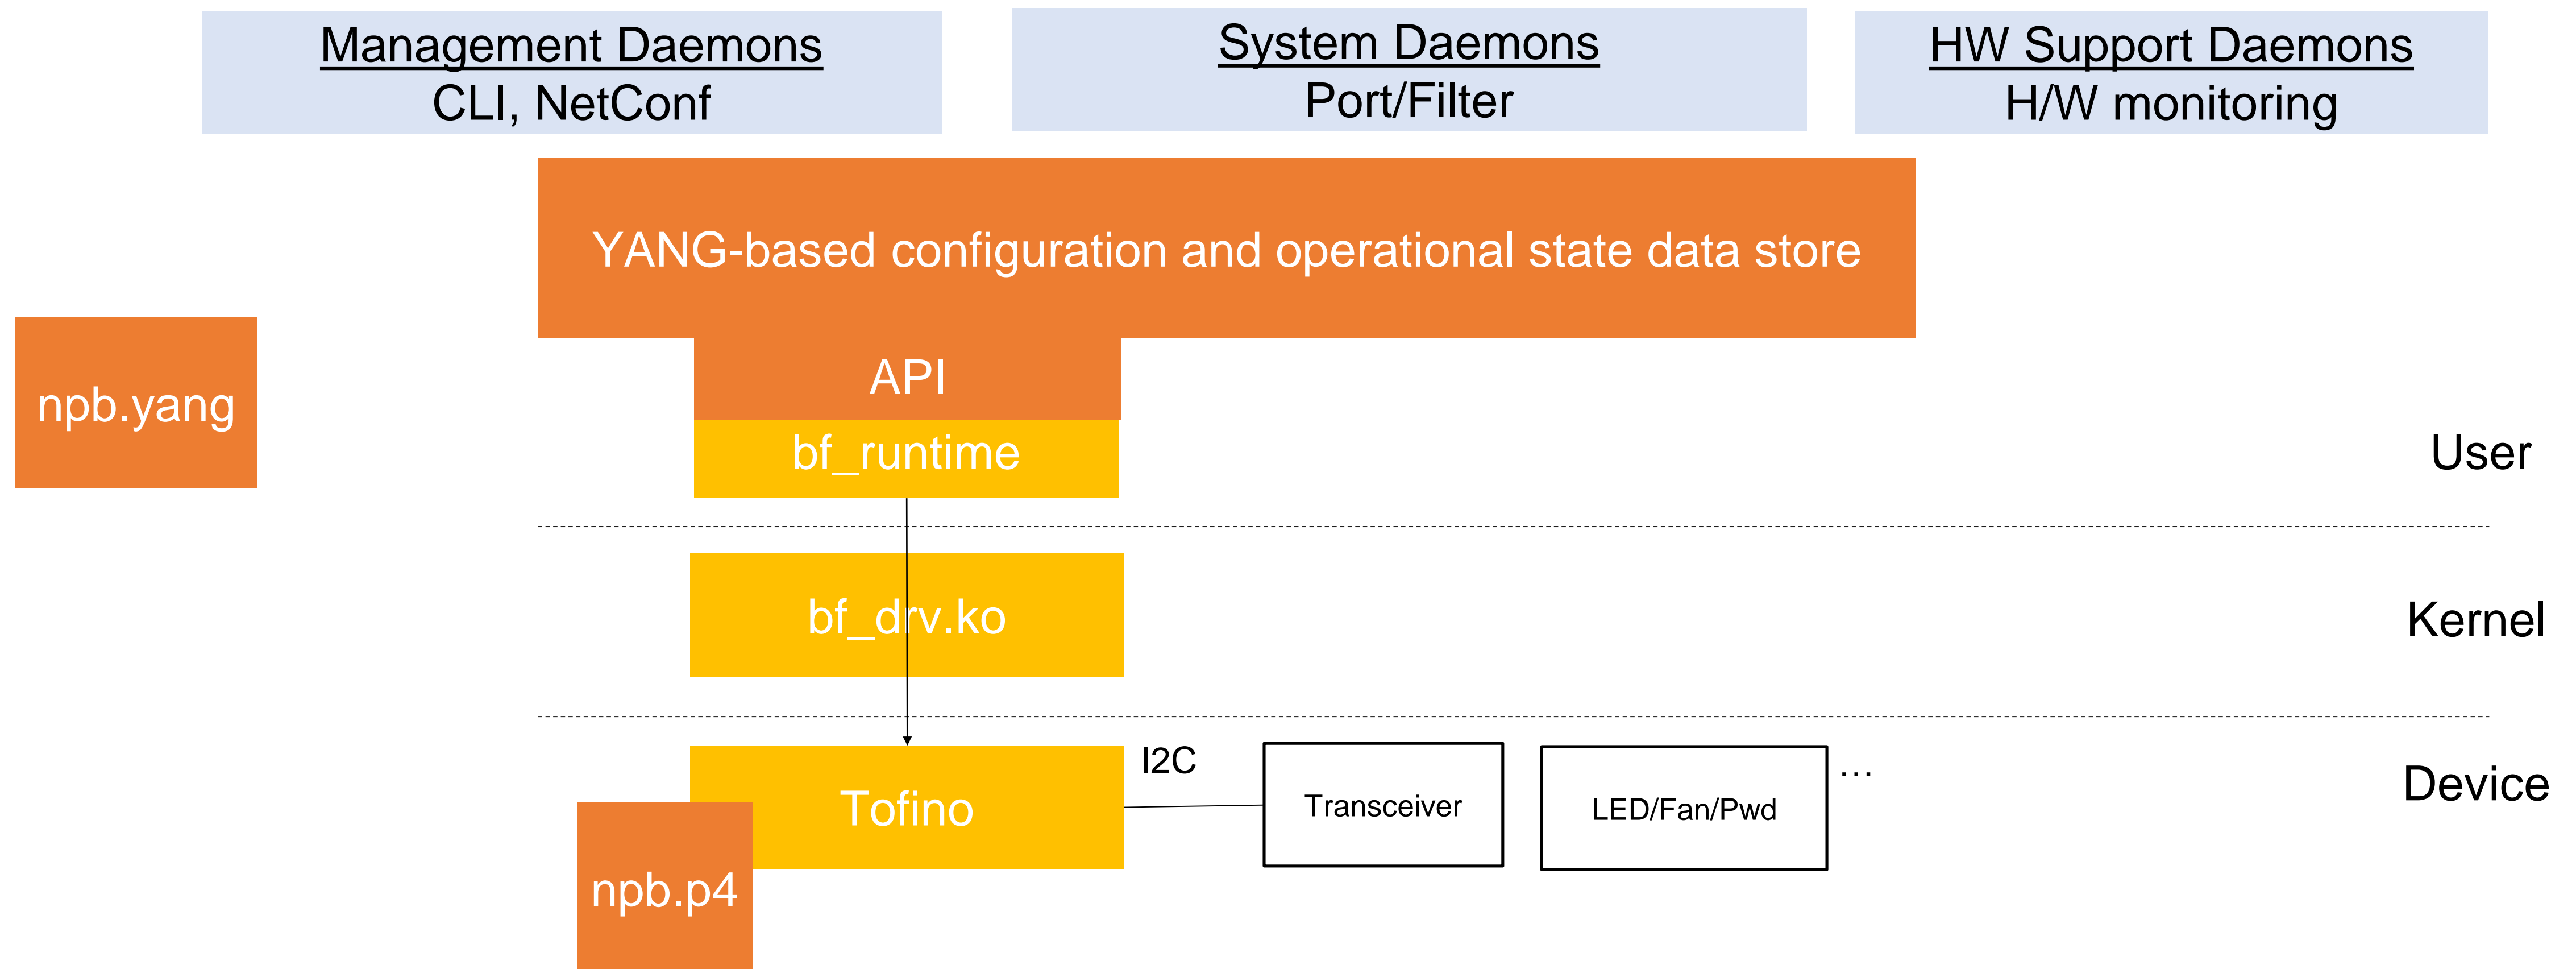 Management Daemons
CLI, NetConf
System Daemons
Port/Filter
HW Support Daemons
H/W monitoring
YANG-based configuration and operational state data store
API
npb.yang
bf_runtime
User
bf_drv.ko
Kernel
I2C
Tofino
Transceiver
LED/Fan/Pwd
…
Device
npb.p4